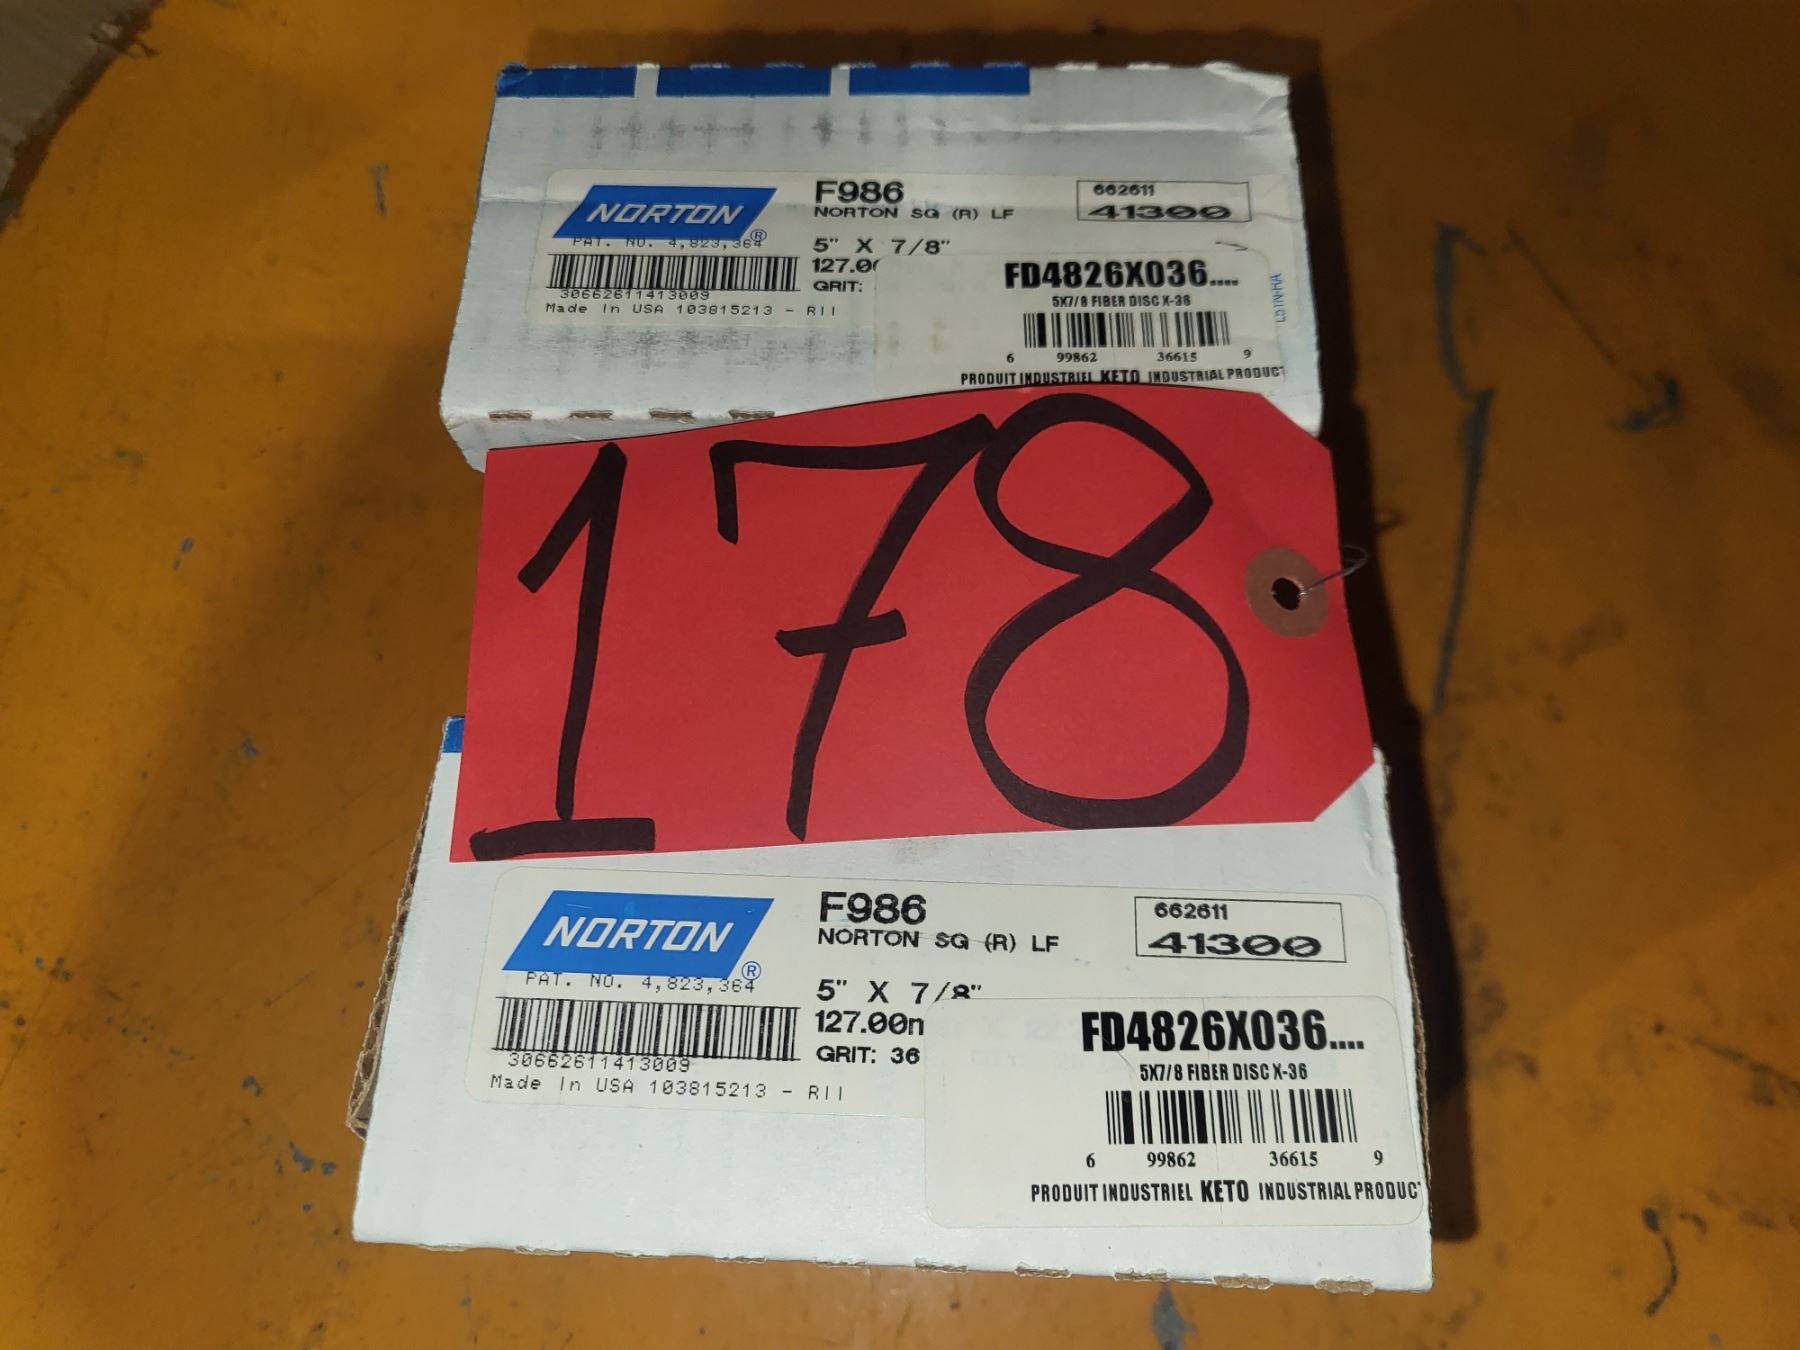 F986
662611
NORTON
NORTON SG (R) LF
41300
®
PAT. NO. 4,823,364
5" X 7/8"
127.00
GRIT:
30662611413009
Made In USA 103815213 - RII
FD4826X036....
5X7/8 FIBER DISC X-36
6 99862 36615 9
PRODUIT INDUSTRIEL KETO INDUSTRIAL PRODUCT
178
F986
662611
NORTON
NORTON SG (R) LF
41300
®
PAT. NO. 4,823,364
5" X 7/8"
127.00m
GRIT: 36
30662611413009
Made In USA 103815213 - RII
FD4826X036....
5X7/8 FIBER DISC X-36
6 99862 36615 9
PRODUIT INDUSTRIEL KETO INDUSTRIAL PRODUCT